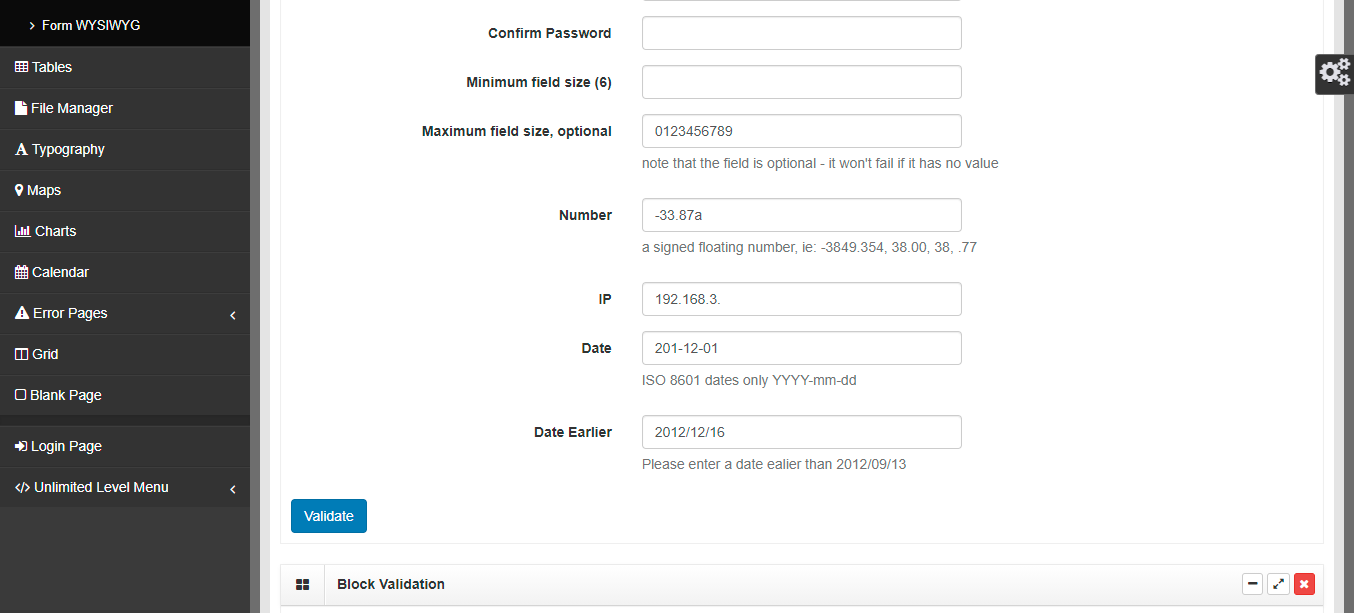 Form WYSIWYG
Tables
File Manager
Typography
Maps
Charts
Calendar
Error Pages
Grid
Blank Page
Login Page
Unlimited Level Menu
Confirm Password
Minimum field size (6)
Maximum field size, optional
0123456789
note that the field is optional - it won't fail if it has no value
Number
-33.87a
a signed floating number, ie: -3849.354, 38.00, 38, .77
IP
192.168.3.
Date
201-12-01
ISO 8601 dates only YYYY-mm-dd
Date Earlier
2012/12/16
Please enter a date ealier than 2012/09/13
Validate
Block Validation